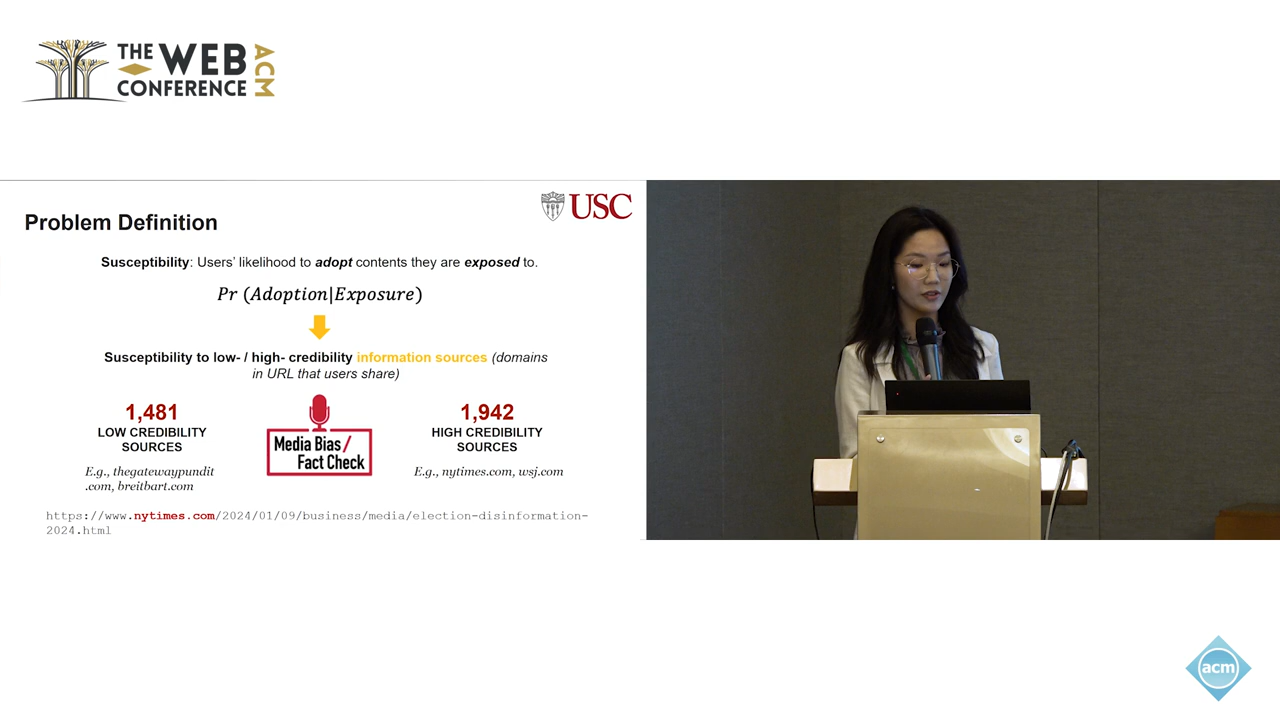 THE WEB
CONFERENCE
ACM
USC
Problem Definition
Susceptibility: Users' likelihood to adopt contents they are exposed to.
Pr (Adoption|Exposure)
Susceptibility to low- / high- credibility information sources (domains
in URL that users share)
1,481
LOW CREDIBILITY
SOURCES
E.g., thegatewaypundit
.com, breitbart.com
Media Bias/
Fact Check
1,942
HIGH CREDIBILITY
SOURCES
E.g., nytimes.com, wsj.com
https://www.nytimes.com/2024/01/09/business/media/election-disinformation-
2024.html
acm